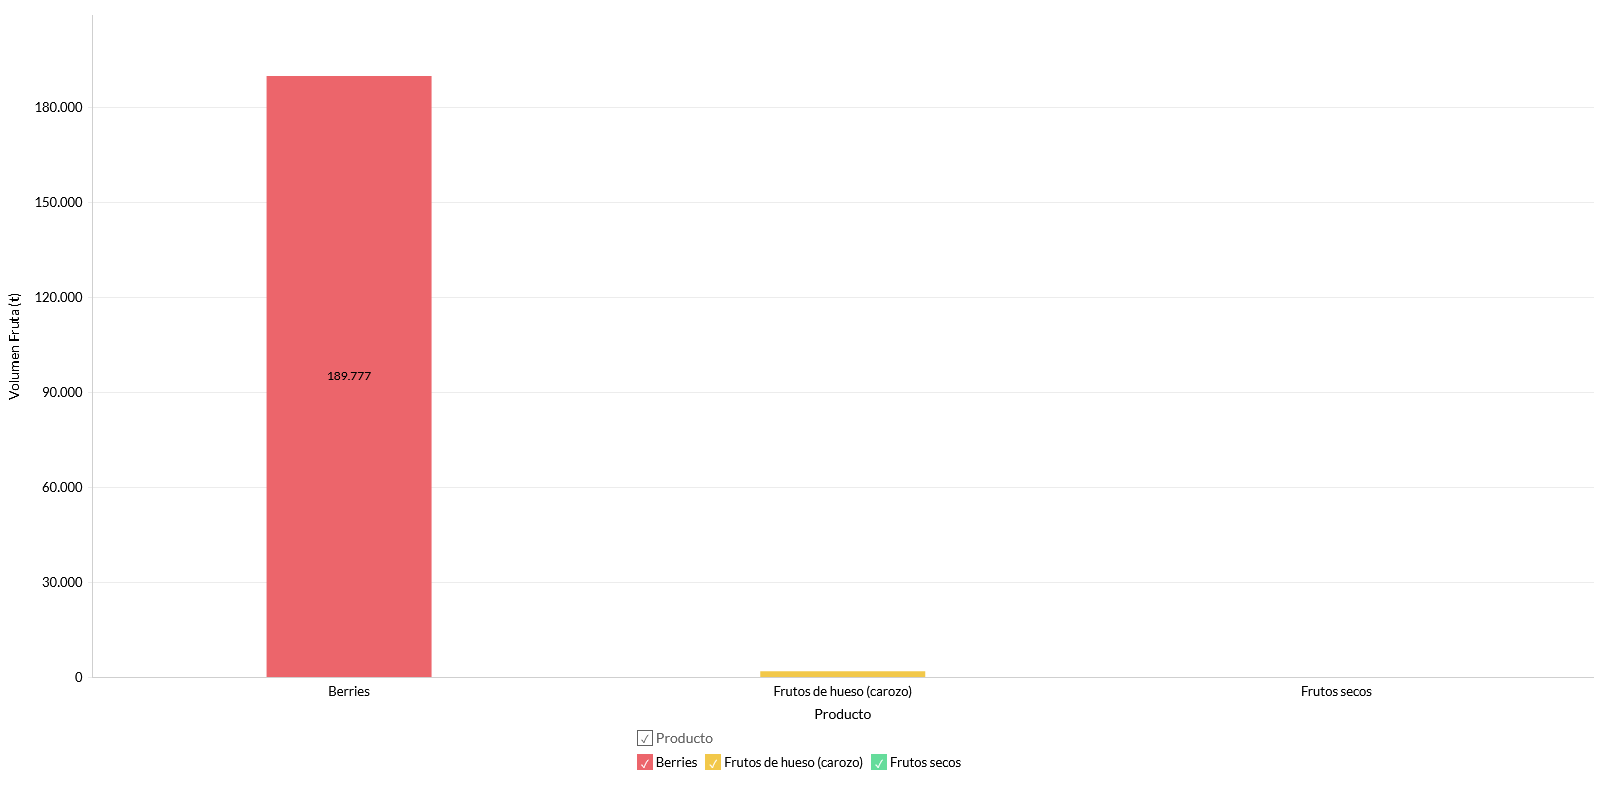 Volumen Fruta (t)
180.000
150.000
120.000
90.000
60.000
30.000
0
189.777
Berries
Frutos de hueso (carozo)
Frutos secos
Producto
Producto
Berries Frutos de hueso (carozo) Frutos secos